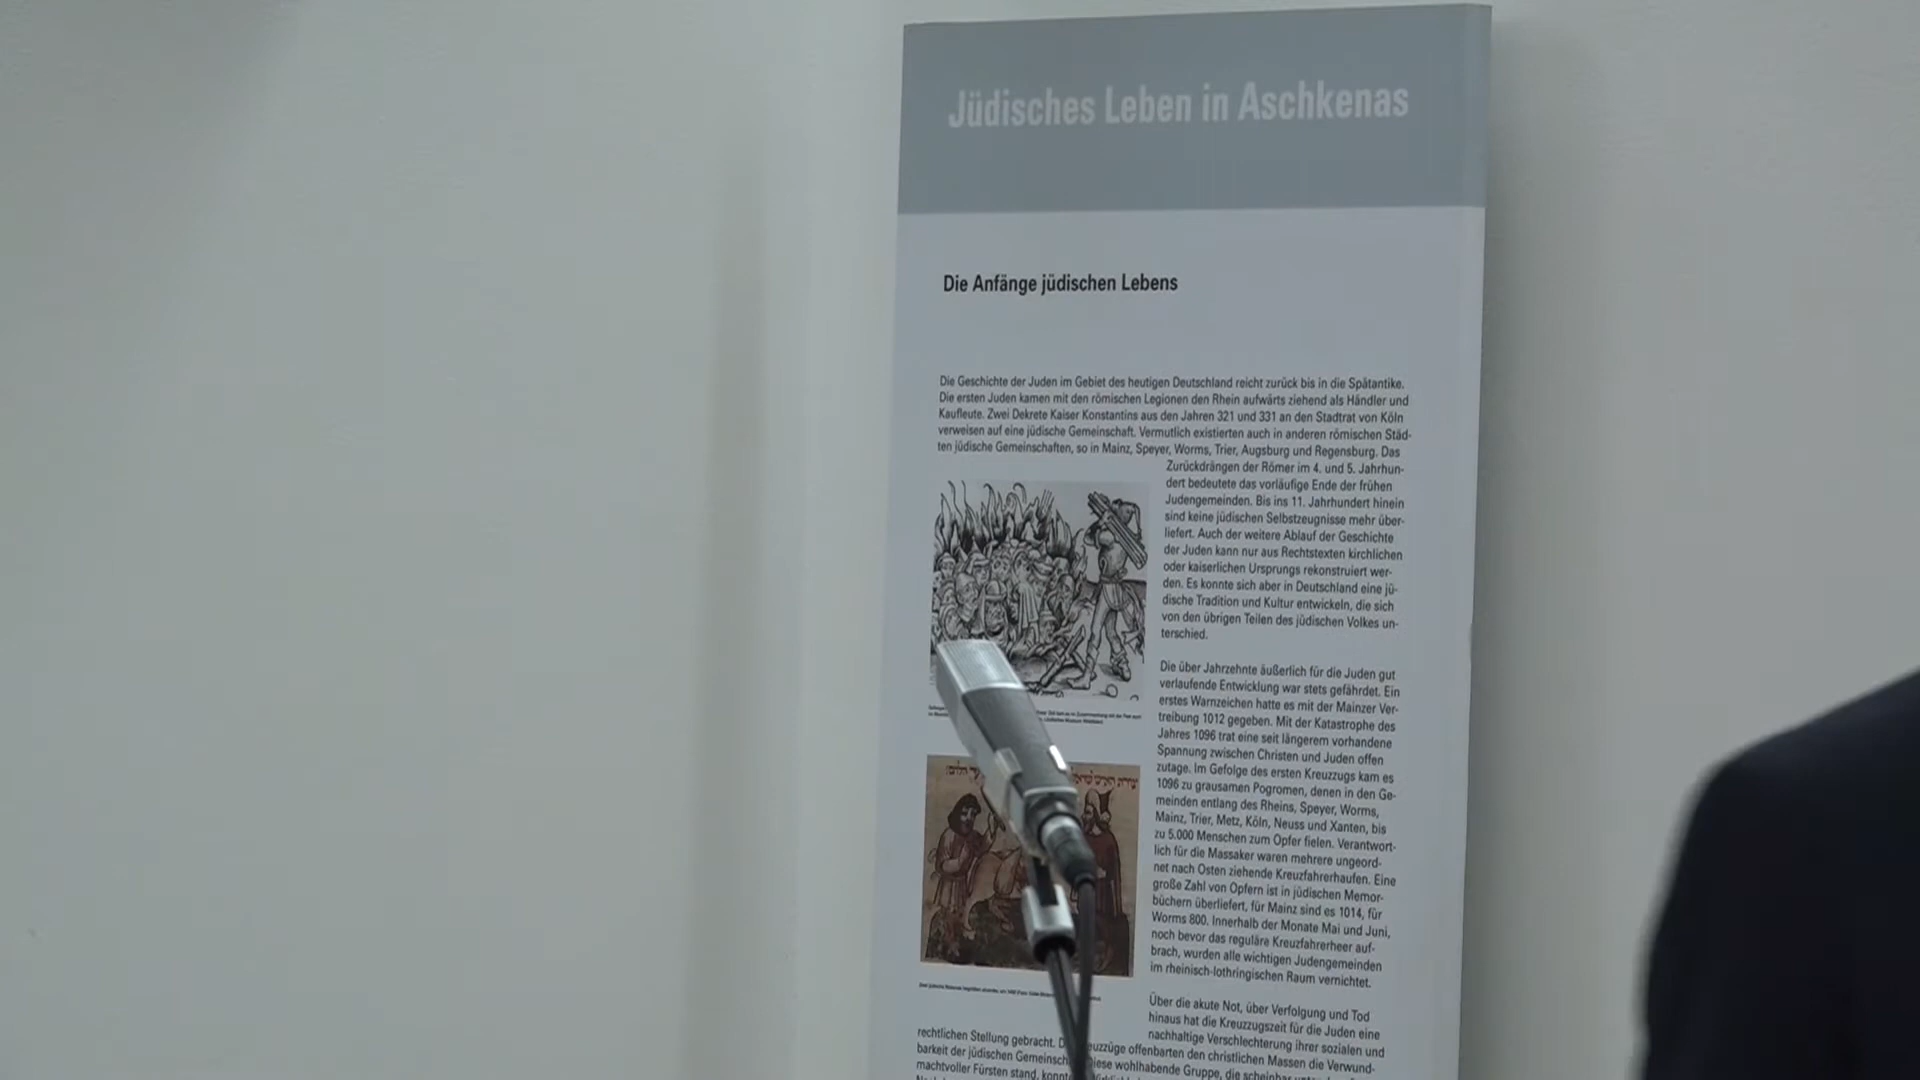 Jüdisches Leben in Aschkenas
Die Anfänge jüdischen Lebens
Die Geschichte der Juden im Gebiet des heutigen Deutschland reicht zurück bis in die Spätantike.
Die ersten Juden kamen mit den römischen Legionen den Rhein aufwärts ziehend als Händler und
Kaufleute. Zwei Dekrete Kaiser Konstantins aus den Jahren 321 und 331 an den Stadtrat von Köln
verweisen auf eine jüdische Gemeinschaft. Vermutlich existierten auch in anderen römischen Städ-
ten jüdische Gemeinschaften, so in Mainz, Speyer, Worms, Trier, Augsburg und Regensburg. Das
Zurückdrängen der Römer im 4. und 5. Jahrhun-
dert bedeutete das vorläufige Ende der frühen
Judengemeinden. Bis ins 11. Jahrhundert hinein
sind keine jüdischen Selbstzeugnisse mehr über-
liefert. Auch der weitere Ablauf der Geschichte
der Juden kann nur aus Rechtstexten kirchlichen
oder kaiserlichen Ursprungs rekonstruiert wer-
den. Es konnte sich aber in Deutschland eine jü-
dische Tradition und Kultur entwickeln, die sich
von den übrigen Teilen des jüdischen Volkes un-
terschied.
Die über Jahrzehnte äußerlich für die Juden gut
verlaufende Entwicklung war stets gefährdet. Ein
erstes Warnzeichen hatte es mit der Mainzer Ver-
treibung 1012 gegeben. Mit der Katastrophe des
Jahres 1096 trat eine seit längerem vorhandene
Spannung zwischen Christen und Juden offen
zutage. Im Gefolge des ersten Kreuzzugs kam es
1096 zu grausamen Pogromen, denen in den Ge-
meinden entlang des Rheins, Speyer, Worms,
Mainz, Trier, Metz, Köln, Neuss und Xanten, bis
zu 5.000 Menschen zum Opfer fielen. Verantwort-
lich für die Massaker waren mehrere ungeord-
net nach Osten ziehende Kreuzfahrerhaufen. Eine
große Zahl von Opfern ist in jüdischen Memor-
büchern überliefert, für Mainz sind es 1014, für
Worms 800. Innerhalb der Monate Mai und Juni,
noch bevor das reguläre Kreuzfahrerheer auf-
brach, wurden alle wichtigen Judengemeinden
im rheinisch-lothringischen Raum vernichtet.
Über die akute Not, über Verfolgung und Tod
hinaus hat die Kreuzzugszeit für die Juden eine
nachhaltige Verschlechterung ihrer sozialen und
rechtlichen Stellung gebracht. euzzüge offenbarten den christlichen Massen die Verwund-
barkeit der jüdischen Gemeinsch iese wohlhabende Gruppe, die scheinbar
machtvoller Fürsten stand, konnt